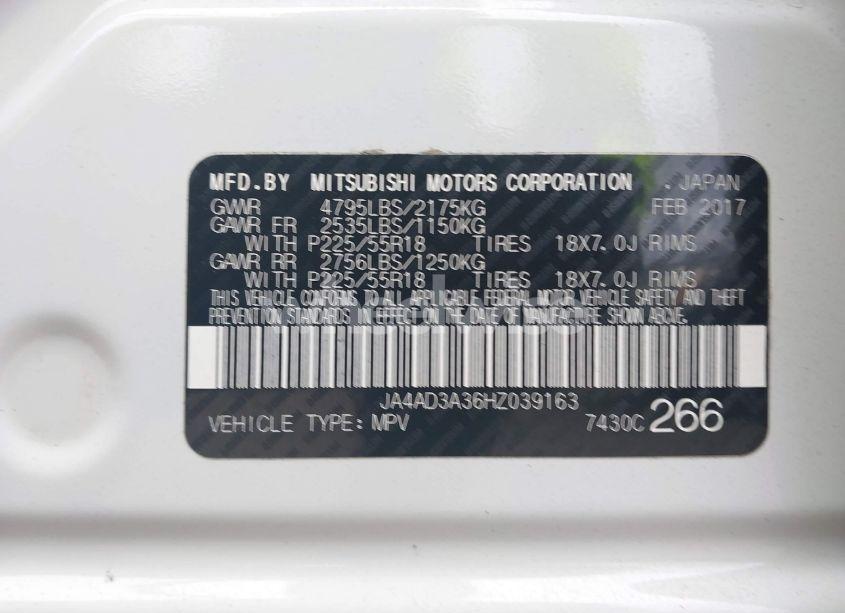 MFD.BY MITSUBISHI MOTORS CORPORATION .JAPAN
GVWR 4795LBS/2175KG FEB 2017
GAWR FR 2535LBS/1150KG
WITH P225/55R18 TIRES 18X7.0J RIMS
GAWR RR 2756LBS/1250KG
WITH P225/55R18 TIRES 18X7.0J RIMS
THIS VEHICLE CONFORMS TO ALL APPLICABLE FEDERAL MOTOR VEHICLE SAFETY AND THEFT
PREVENTION STANDARDS IN EFFECT ON THE DATE OF MANUFACTURE SHOWN ABOVE.
JA4AD3A36HZ039163
VEHICLE TYPE: MPV 7430C 266